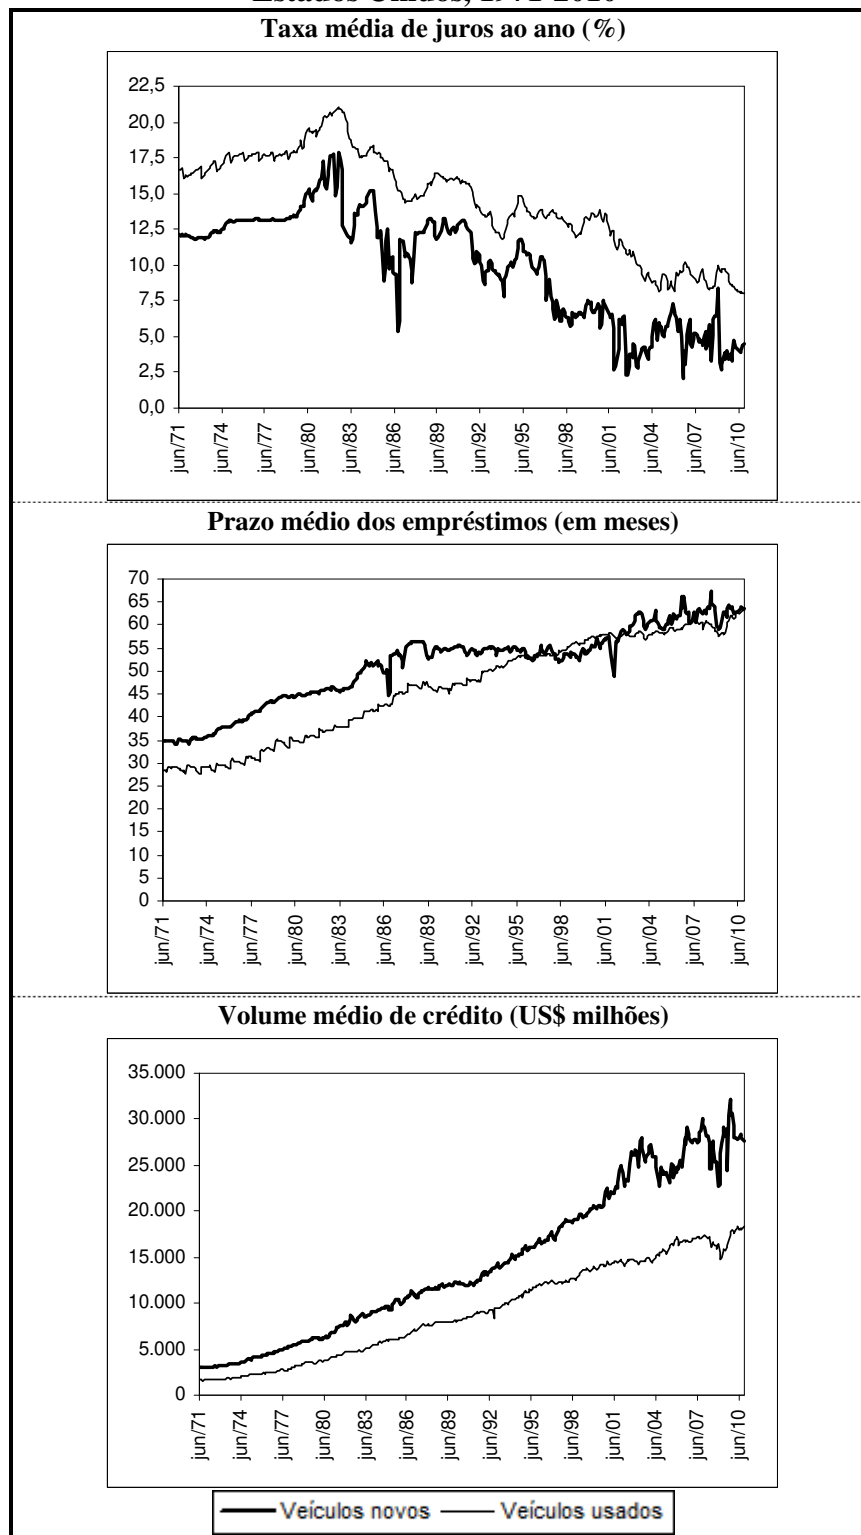 Estados Unidos, 1971-2010
Taxa média de juros ao ano (%)
22,5
20,0
17,5
15,0
12,5
10,0
7,5
5,0
2,5
0,0
jun/71
jun/74
jun/77
jun/80
jun/83
jun/86
jun/89
jun/92
jun/95
jun/98
jun/01
jun/04
jun/07
jun/10
Prazo médio dos empréstimos (em meses)
70
65
60
55
50
45
40
35
30
25
20
15
10
5
0
jun/71
jun/74
jun/77
jun/80
jun/83
jun/86
jun/89
jun/92
jun/95
jun/98
jun/01
jun/04
jun/07
jun/10
Volume médio de crédito (US$ milhões)
35.000
30.000
25.000
20.000
15.000
10.000
5.000
0
jun/71
jun/74
jun/77
jun/80
jun/83
jun/86
jun/89
jun/92
jun/95
jun/98
jun/01
jun/04
jun/07
jun/10
Veículos novos Veículos usados